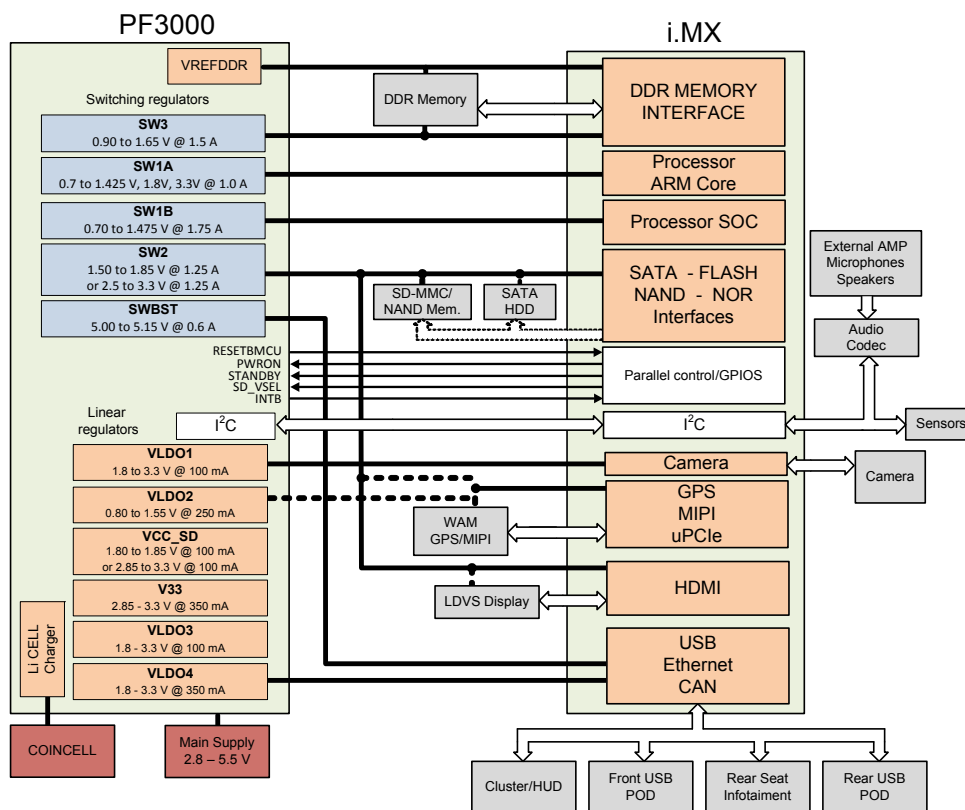 PF3000
i.MX
VREFDDR
Switching regulators
SW3
0.90 to 1.65 V @ 1.5 A
SW1A
0.7 to 1.425 V, 1.8V, 3.3V @ 1.0 A
SW1B
0.70 to 1.475 V @ 1.75 A
SW2
1.50 to 1.85 V @ 1.25 A
or 2.5 to 3.3 V @ 1.25 A
SWBST
5.00 to 5.15 V @ 0.6 A
RESETBMCU
PWRON
STANDBY
SD_VSEL
INTB
Linear
regulators
I²C
VLDO1
1.8 to 3.3 V @ 100 mA
VLDO2
0.80 to 1.55 V @ 250 mA
VCC_SD
1.80 to 1.85 V @ 100 mA
or 2.85 to 3.3 V @ 100 mA
V33
2.85 - 3.3 V @ 350 mA
VLDO3
1.8 - 3.3 V @ 100 mA
VLDO4
1.8 - 3.3 V @ 350 mA
Li CELL
Charger
COINCELL
Main Supply
2.8 – 5.5 V
DDR Memory
SD-MMC/
NAND Mem.
SATA
HDD
WAM
GPS/MIPI
LDVS Display
DDR MEMORY
INTERFACE
Processor
ARM Core
Processor SOC
SATA - FLASH
NAND - NOR
Interfaces
Parallel control/GPIOS
I²C
Camera
GPS
MIPI
uPCIe
HDMI
USB
Ethernet
CAN
External AMP
Microphones
Speakers
Audio
Codec
Sensors
Camera
Cluster/HUD
Front USB
POD
Rear Seat
Infotaiment
Rear USB
POD